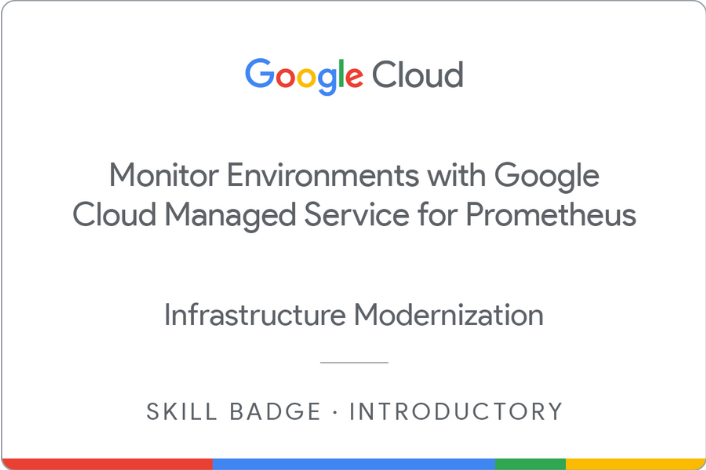 Google Cloud
Monitor Environments with Google
Cloud Managed Service for Prometheus
Infrastructure Modernization
SKILL BADGE · INTRODUCTORY